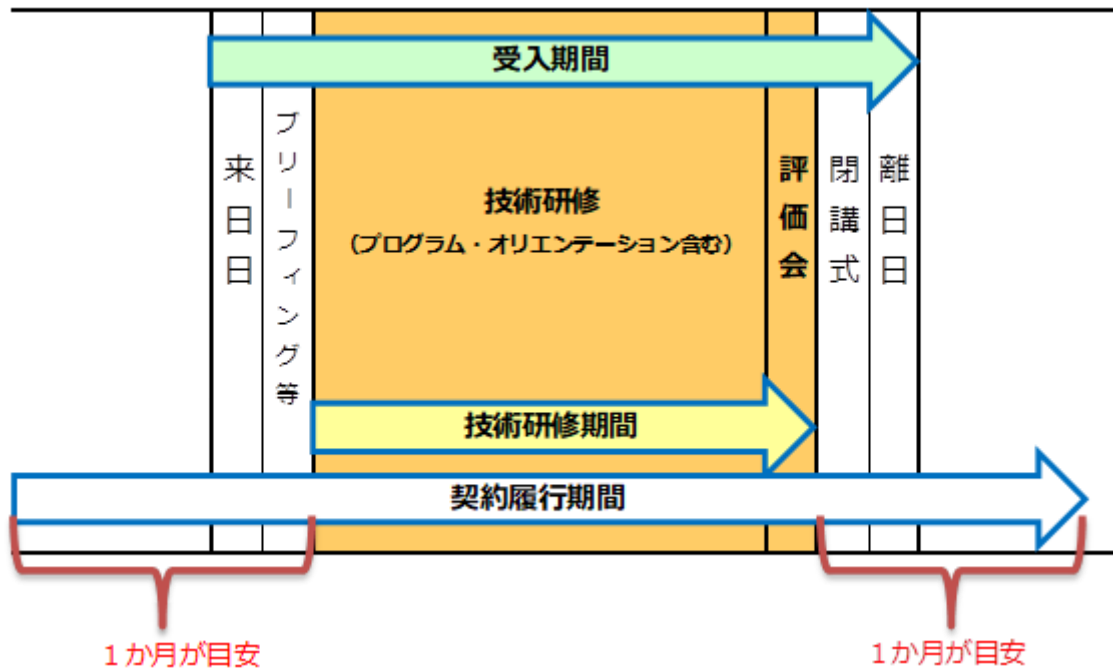 受入期間
来日日
ブリーフィング等
技術研修
（プログラム・オリエンテーション含む）
評価会
閉講式
離日日
技術研修期間
契約履行期間
１か月が目安
１か月が目安